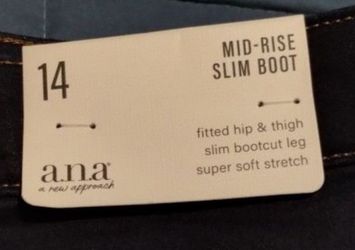 14
MID-RISE
SLIM BOOT
fitted hip & thigh
slim bootcut leg
super soft stretch
a.n.a
a new approach